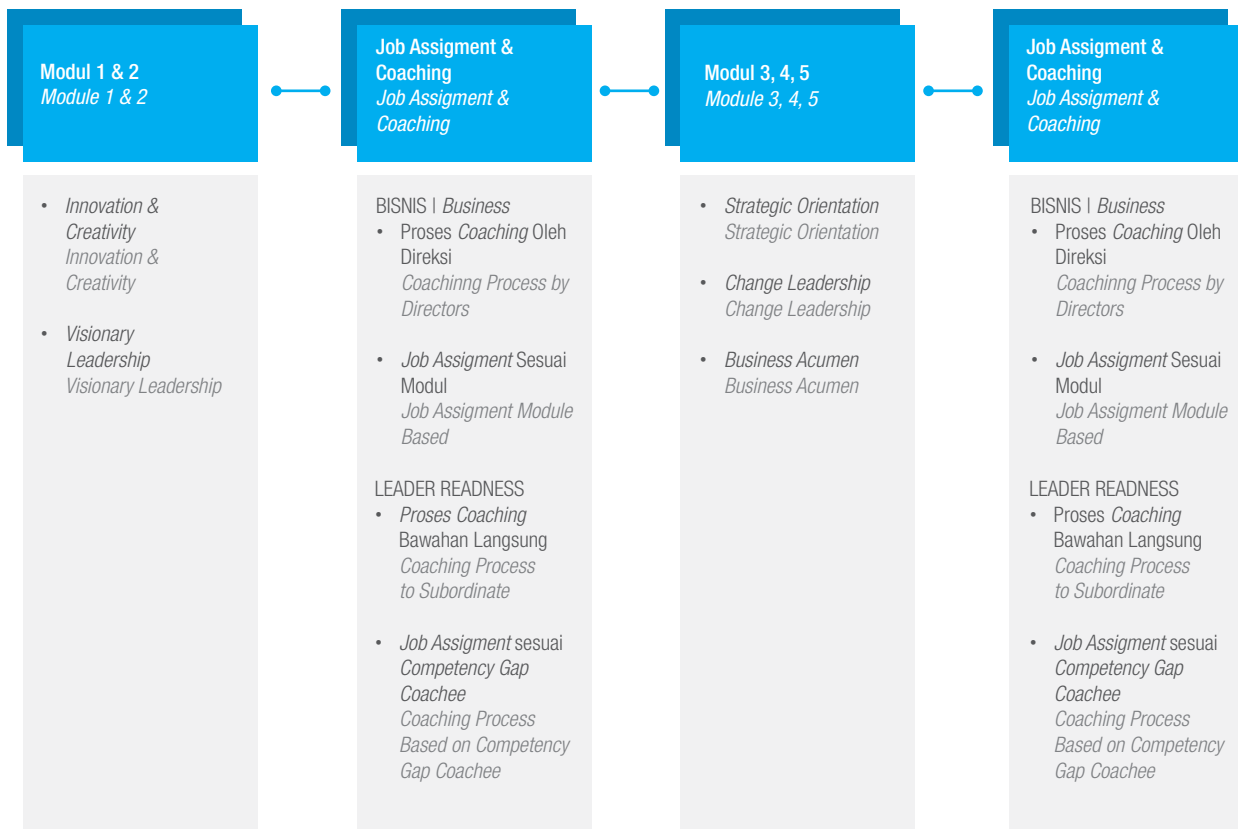 Modul 1 & 2
Module 1 & 2
Job Assigment &
Coaching
Job Assigment &
Coaching
Modul 3, 4, 5
Module 3, 4, 5
Job Assigment &
Coaching
Job Assigment &
Coaching
• Innovation &
Creativity
Innovation &
Creativity
• Visionary
Leadership
Visionary Leadership
BISNIS | Business
• Proses Coaching Oleh
Direksi
Coachinng Process by
Directors
• Job Assigment Sesuai
Modul
Job Assigment Module
Based
LEADER READNESS
• Proses Coaching
Bawahan Langsung
Coaching Process
to Subordinate
• Job Assigment sesuai
Competency Gap
Coachee
Coaching Process
Based on Competency
Gap Coachee
• Strategic Orientation
Strategic Orientation
• Change Leadership
Change Leadership
• Business Acumen
Business Acumen
BISNIS | Business
• Proses Coaching Oleh
Direksi
Coachinng Process by
Directors
• Job Assigment Sesuai
Modul
Job Assigment Module
Based
LEADER READNESS
• Proses Coaching
Bawahan Langsung
Coaching Process
to Subordinate
• Job Assigment sesuai
Competency Gap
Coachee
Coaching Process
Based on Competency
Gap Coachee